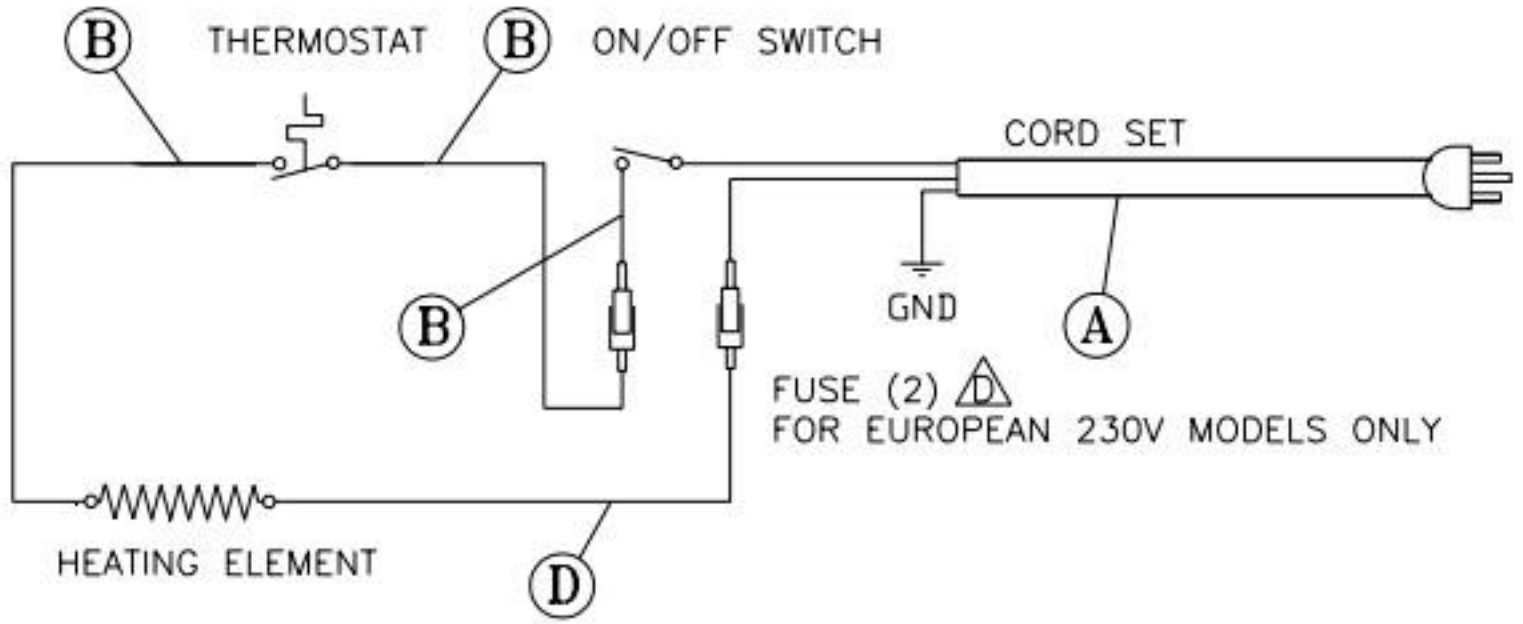 B THERMOSTAT B ON/OFF SWITCH
CORD SET
B
GND
A
FUSE (2) D
FOR EUROPEAN 230V MODELS ONLY
HEATING ELEMENT
D